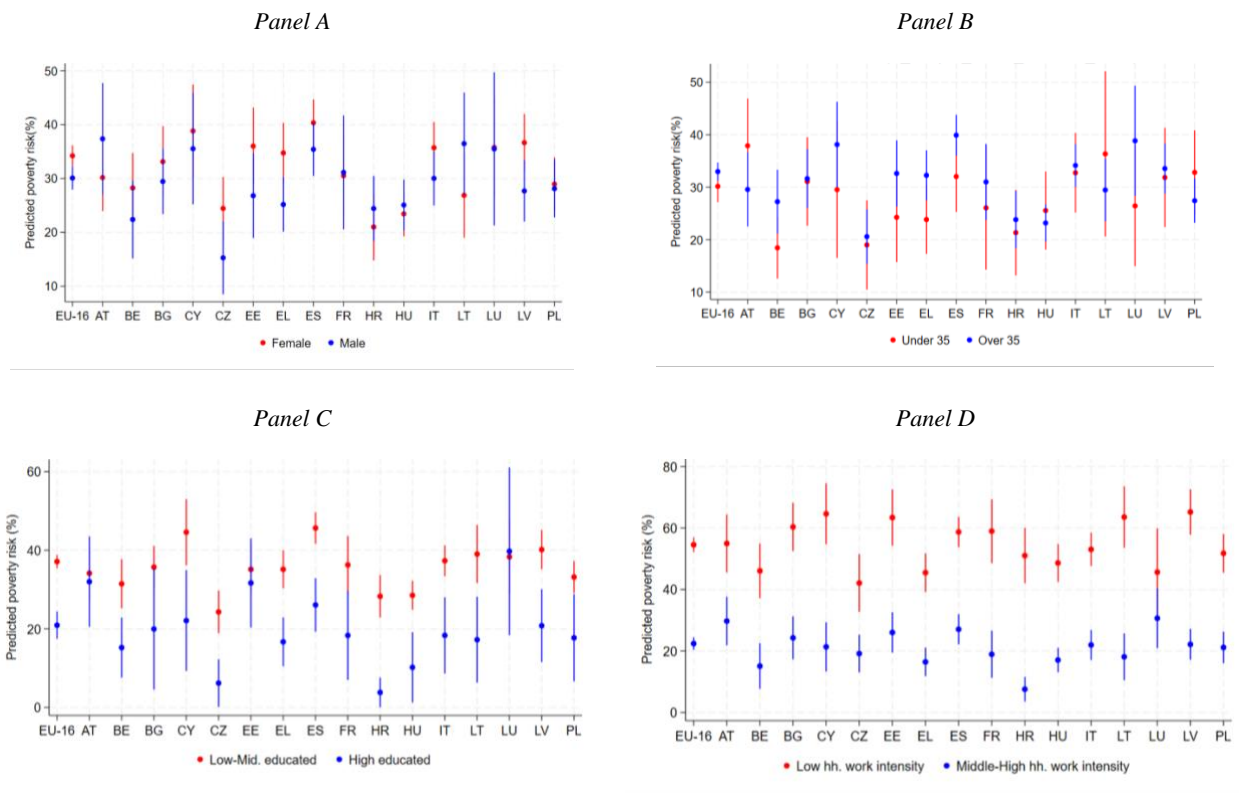 Panel A
Panel B
Predicted poverty risk(%)
50
40
30
20
10
EU-16 AT BE BG CY CZ EE EL ES FR HR HU IT LT LU LV PL
Female Male
Predicted poverty risk(%)
50
40
30
20
10
EU-16 AT BE BG CY CZ EE EL ES FR HR HU IT LT LU LV PL
Under 35 Over 35
Panel C
Panel D
Predicted poverty risk (%)
60
40
20
0
EU-16 AT BE BG CY CZ EE EL ES FR HR HU IT LT LU LV PL
Low-Mid. educated High educated
Predicted poverty risk (%)
80
60
40
20
0
EU-16 AT BE BG CY CZ EE EL ES FR HR HU IT LT LU LV PL
Low hh. work intensity Middle-High hh. work intensity